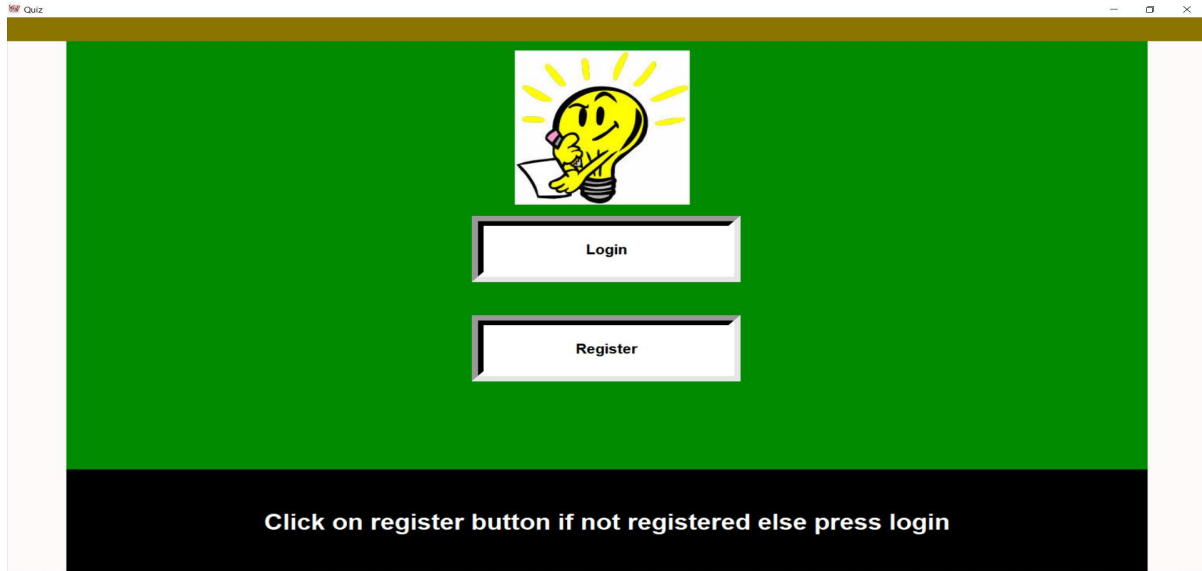 Quiz
Login
Register
Click on register button if not registered else press login